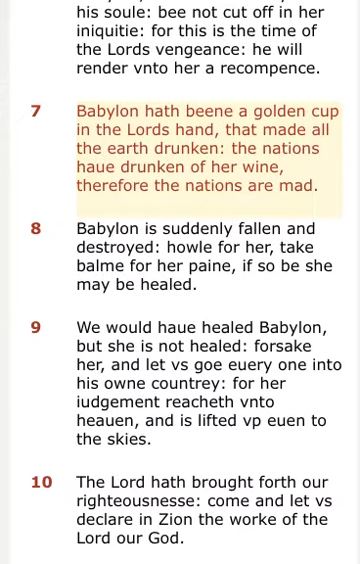 his soule: bee not cut off in her
iniquitie: for this is the time of
the Lords vengeance: he will
render vnto her a recompence.
7 Babylon hath beene a golden cup
in the Lords hand, that made all
the earth drunken: the nations
haue drunken of her wine,
therefore the nations are mad.
8 Babylon is suddenly fallen and
destroyed: howle for her, take
balme for her paine, if so be she
may be healed.
9 We would haue healed Babylon,
but she is not healed: forsake
her, and let vs goe euery one into
his owne countrey: for her
iudgement reacheth vnto
heauen, and is lifted vp euen to
the skies.
10 The Lord hath brought forth our
righteousnesse: come and let vs
declare in Zion the worke of the
Lord our God.